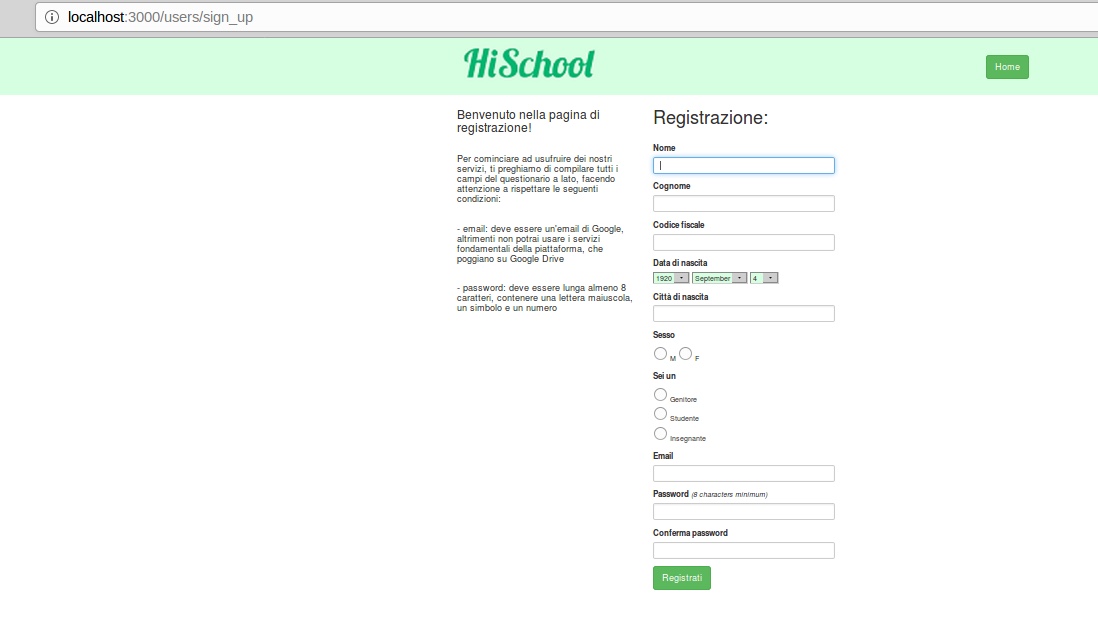 localhost:3000/users/sign_up
HiSchool
Home
Benvenuto nella pagina di
registrazione!
Per cominciare ad usufruire dei nostri
servizi, ti preghiamo di compilare tutti i
campi del questionario a lato, facendo
attenzione a rispettare le seguenti
condizioni:
- email: deve essere un'email di Google,
altrimenti non potrai usare i servizi
fondamentali della piattaforma, che
poggiano su Google Drive
- password: deve essere lunga almeno 8
caratteri, contenere una lettera maiuscola,
un simbolo e un numero
Registrazione:
Nome
Cognome
Codice fiscale
Data di nascita
1920 September 4
Città di nascita
Sesso
M F
Sei un
Genitore
Studente
Insegnante
Email
Password (8 characters minimum)
Conferma password
Registrati